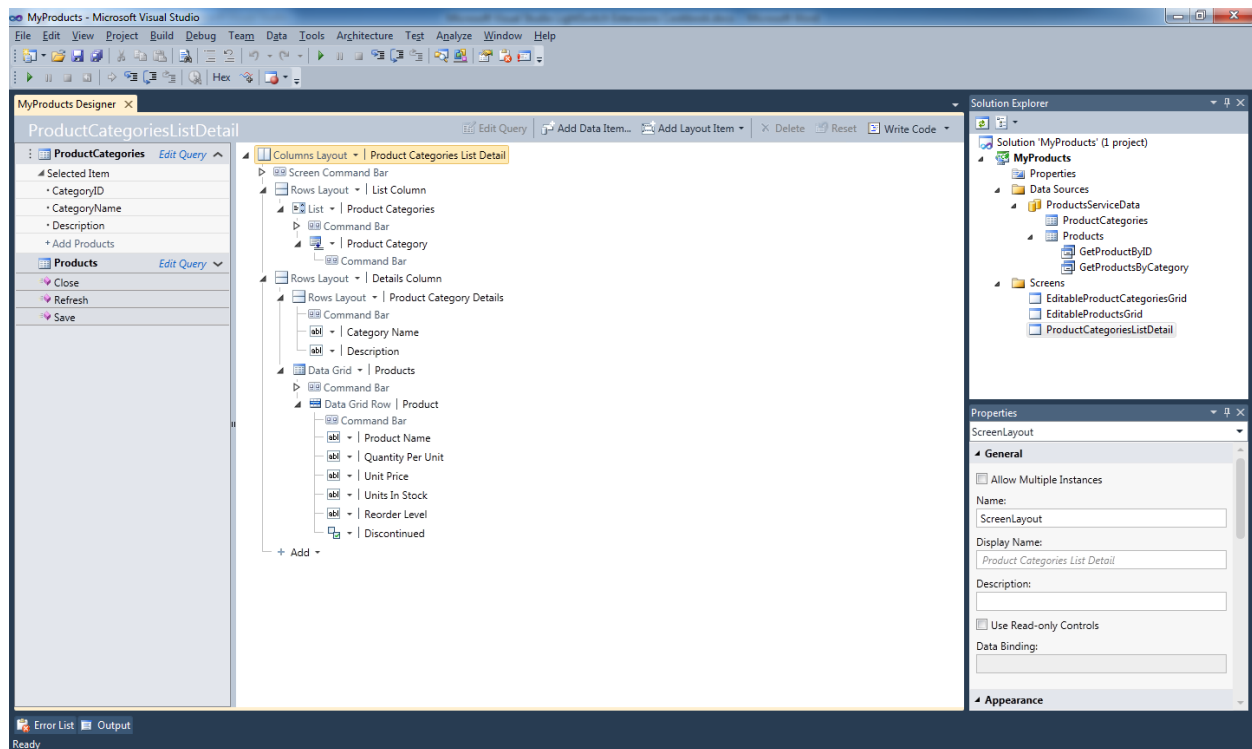 MyProducts - Microsoft Visual Studio
File Edit View Project Build Debug Team Data Tools Architecture Test Analyze Window Help
Hex
MyProducts Designer
ProductCategoriesListDetail
Edit Query Add Data Item... Add Layout Item Delete Reset Write Code
ProductCategories Edit Query
Selected Item
CategoryID
CategoryName
Description
+ Add Products
Products Edit Query
Close
Refresh
Save
Columns Layout | Product Categories List Detail
Screen Command Bar
Rows Layout | List Column
List | Product Categories
Command Bar
| Product Category
Command Bar
Rows Layout | Details Column
Rows Layout | Product Category Details
Command Bar
abl | Category Name
abl | Description
Data Grid | Products
Command Bar
Data Grid Row | Product
Command Bar
abl | Product Name
abl | Quantity Per Unit
abl | Unit Price
abl | Units In Stock
abl | Reorder Level
| Discontinued
+ Add
Solution Explorer
Solution 'MyProducts' (1 project)
MyProducts
Properties
Data Sources
ProductsServiceData
ProductCategories
Products
GetProductByID
GetProductsByCategory
Screens
EditableProductCategoriesGrid
EditableProductsGrid
ProductCategoriesListDetail
Properties
ScreenLayout
General
Allow Multiple Instances
Name:
ScreenLayout
Display Name:
Product Categories List Detail
Description:
Use Read-only Controls
Data Binding:
Appearance
Error List Output
Ready